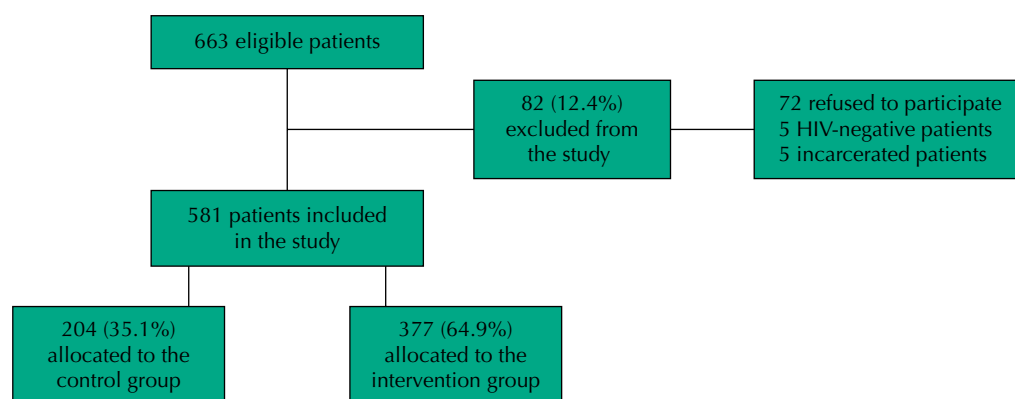 663 eligible patients
82 (12.4%)
excluded from
the study
72 refused to participate
5 HIV-negative patients
5 incarcerated patients
581 patients included
in the study
204 (35.1%)
allocated to the
control group
377 (64.9%)
allocated to the
intervention group